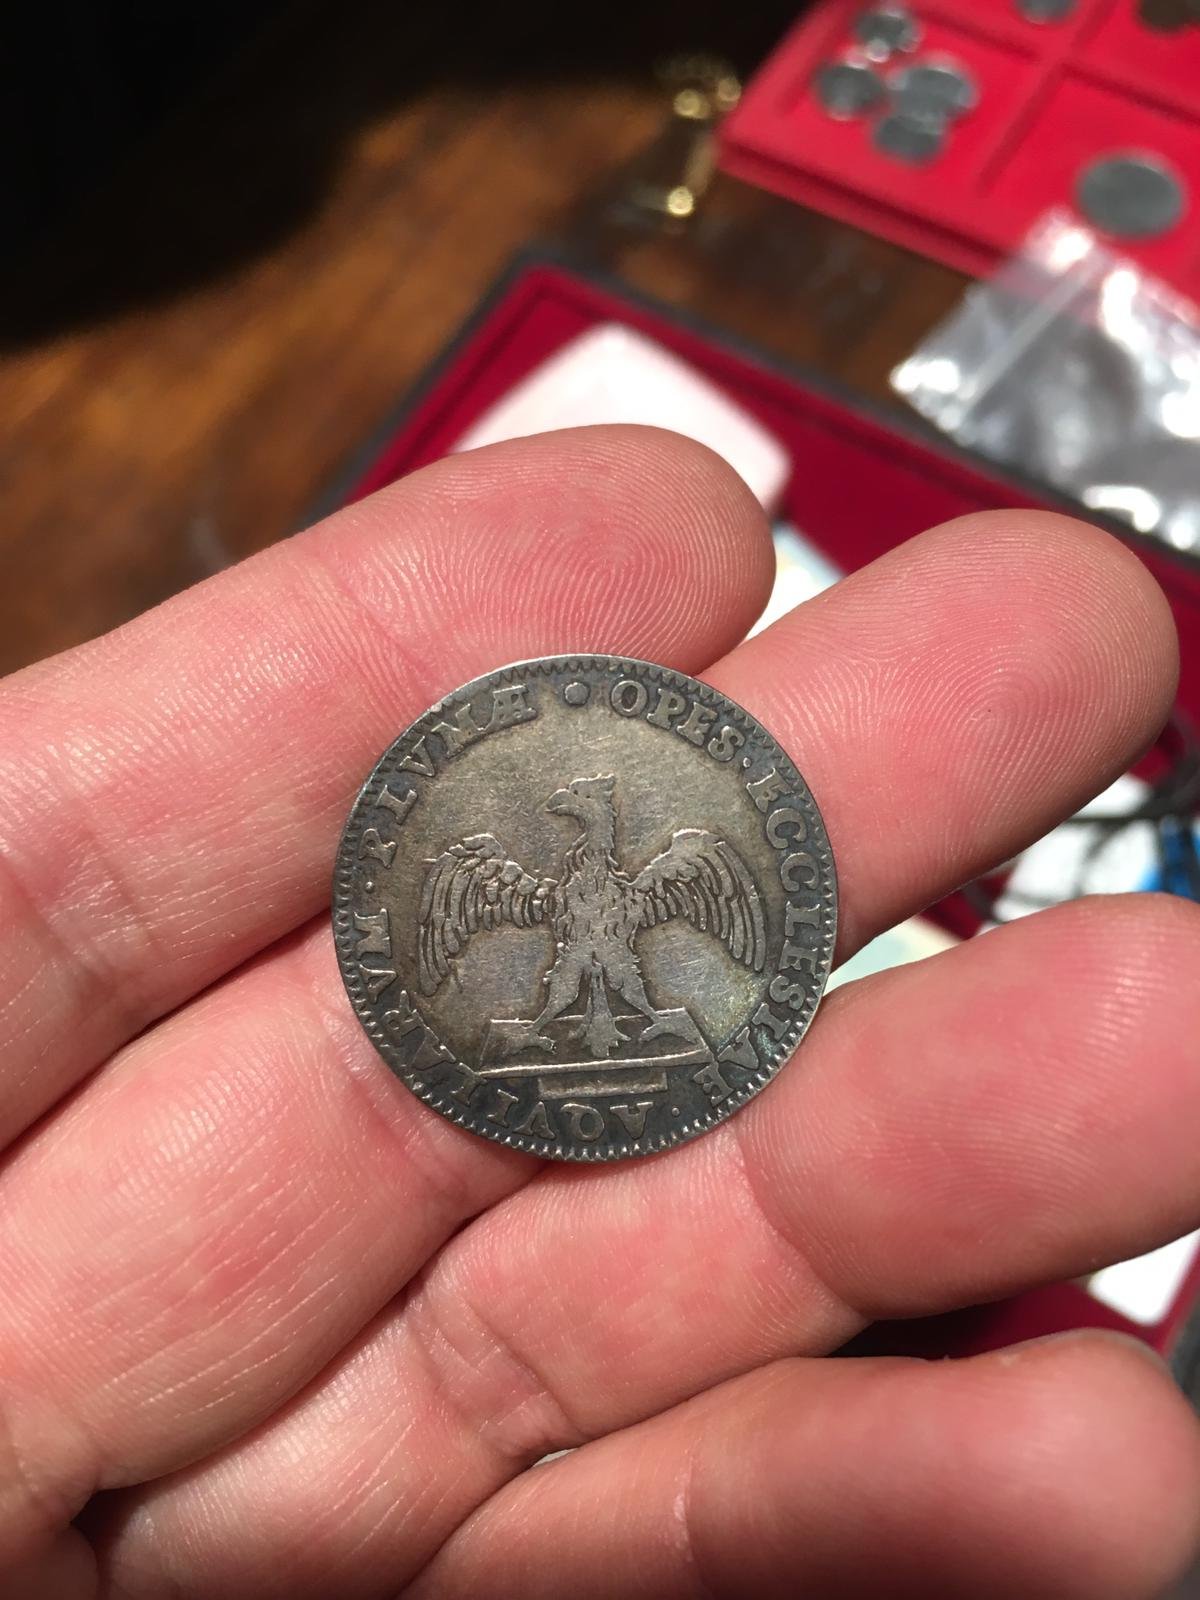 OPES · ECCLESIAE · AQVILARVM · PLVMÆ ·